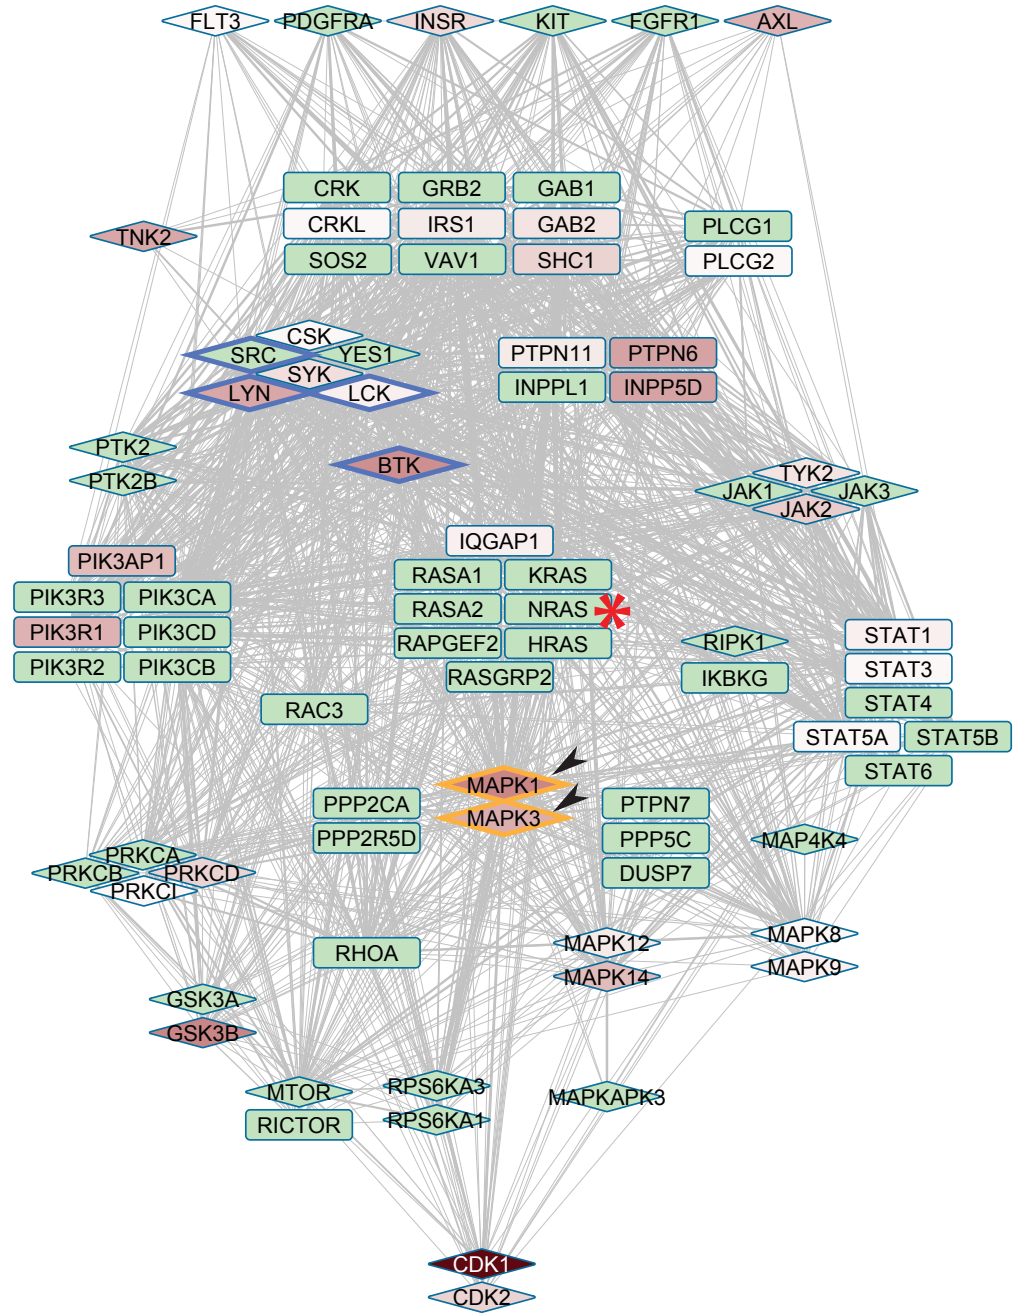 FLT3 PDGFRA INSR KIT FGFR1 AXL
CRK GRB2 GAB1
CRKL IRS1 GAB2 PLCG1
TNK2
SOS2 VAV1 SHC1 PLCG2
CSK
SRC YES1 PTPN11 PTPN6
SYK
LYN LCK INPPL1 INPP5D
PTK2
BTK
PTK2B
TYK2
JAK1 JAK3
JAK2
IQGAP1
PIK3AP1
RASA1 KRAS
PIK3R3 PIK3CA
RASA2 NRAS
PIK3R1 PIK3CD STAT1
RAPGEF2 HRAS RIPK1
PIK3R2 PIK3CB STAT3
RASGRP2 IKBKG
STAT4
RAC3
STAT5A STAT5B
STAT6
MAPK1
PPP2CA PTPN7
MAPK3
PPP2R5D PPP5C MAP4K4
PRKCA
PRKCB PRKCD DUSP7
PRKCI
MAPK12 MAPK8
RHOA
MAPK14 MAPK9
GSK3A
GSK3B
MTOR RPS6KA3 MAPKAPK3
RICTOR RPS6KA1
CDK1
CDK2